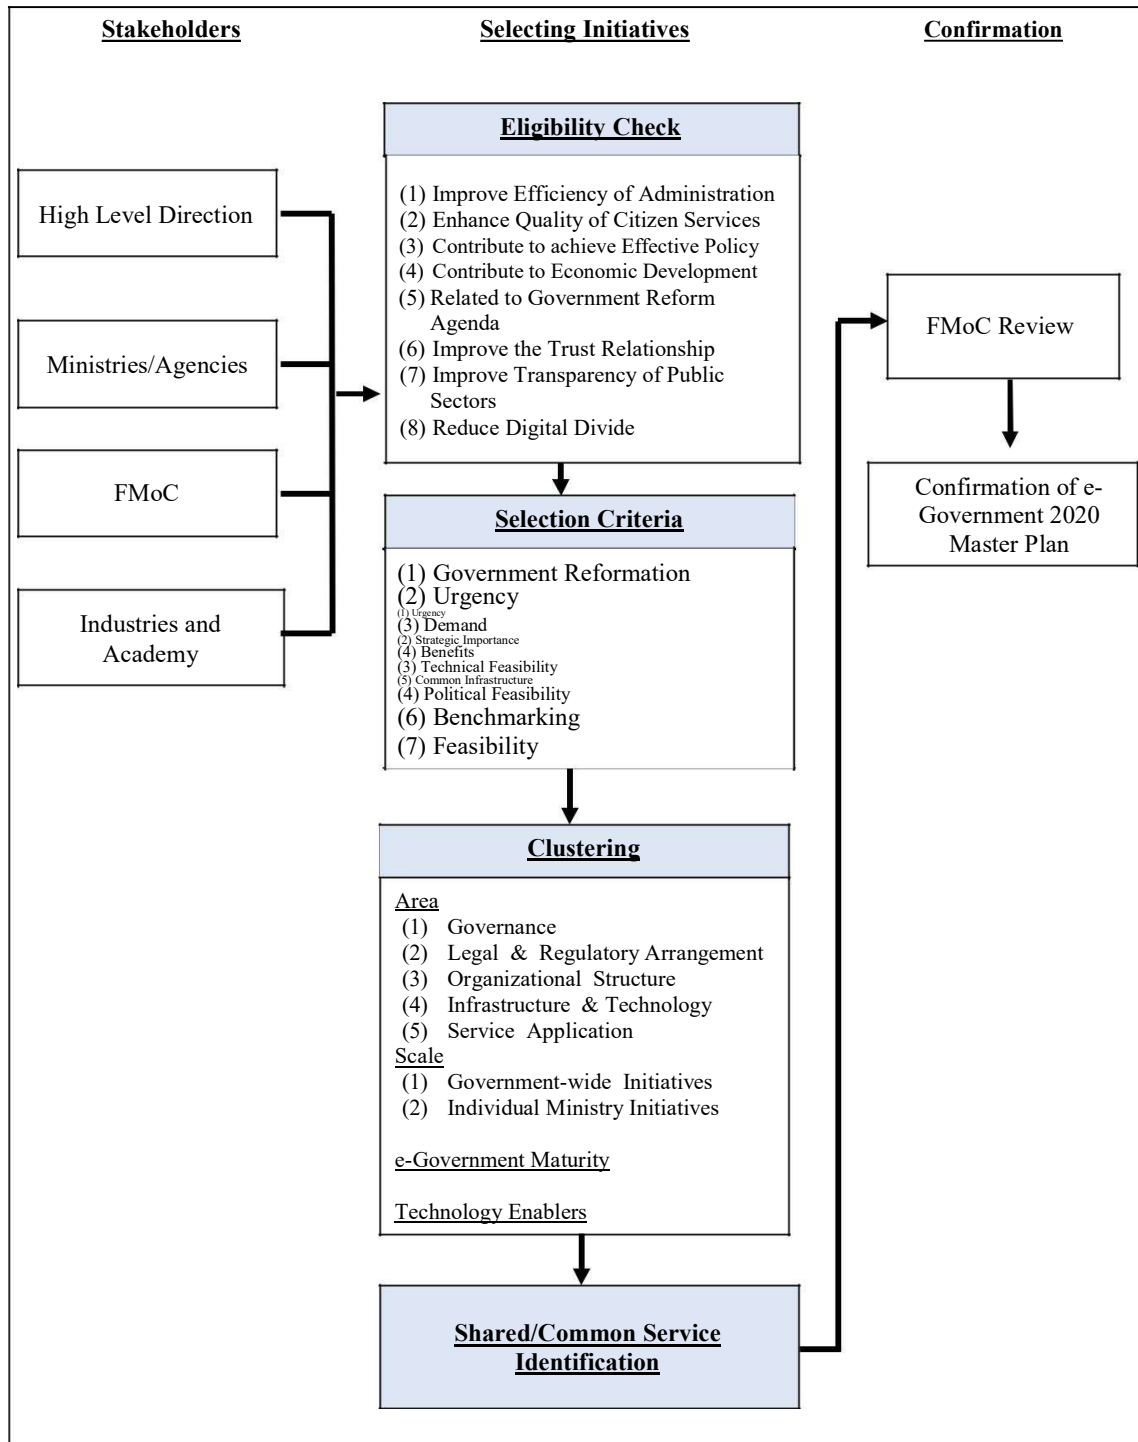 Stakeholders
Selecting Initiatives
Confirmation
High Level Direction
Ministries/Agencies
FMoC
Industries and
Academy
Eligibility Check
(1) Improve Efficiency of Administration
(2) Enhance Quality of Citizen Services
(3) Contribute to achieve Effective Policy
(4) Contribute to Economic Development
(5) Related to Government Reform
Agenda
(6) Improve the Trust Relationship
(7) Improve Transparency of Public
Sectors
(8) Reduce Digital Divide
Selection Criteria
(1) Government Reformation
(2) Urgency
(1) Urgency
(3) Demand
(2) Strategic Importance
(4) Benefits
(3) Technical Feasibility
(5) Common Infrastructure
(4) Political Feasibility
(6) Benchmarking
(7) Feasibility
Clustering
Area
(1) Governance
(2) Legal & Regulatory Arrangement
(3) Organizational Structure
(4) Infrastructure & Technology
(5) Service Application
Scale
(1) Government-wide Initiatives
(2) Individual Ministry Initiatives
e-Government Maturity
Technology Enablers
Shared/Common Service
Identification
FMoC Review
Confirmation of e-
Government 2020
Master Plan